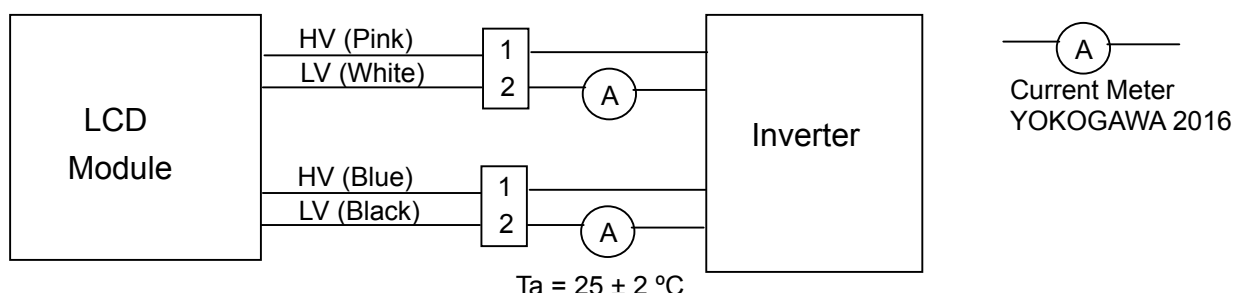 HV (Pink)
LV (White)
1
2
A
LCD
Module
HV (Blue)
LV (Black)
1
2
A
Inverter
A
Current Meter
YOKOGAWA 2016
Ta = 25 ± 2 ºC